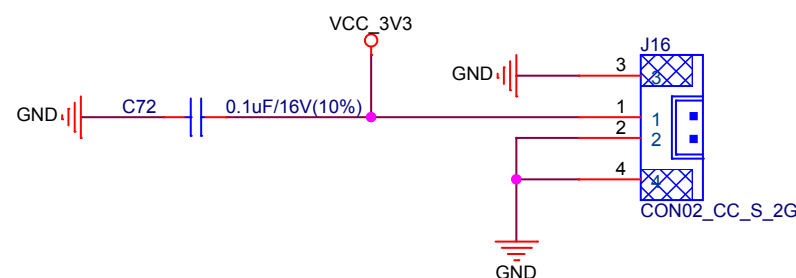 VCC_3V3
J16
GND
3
3
GND
C72
0.1uF/16V(10%)
1
1
2
2
4
4
CON02_CC_S_2G
GND